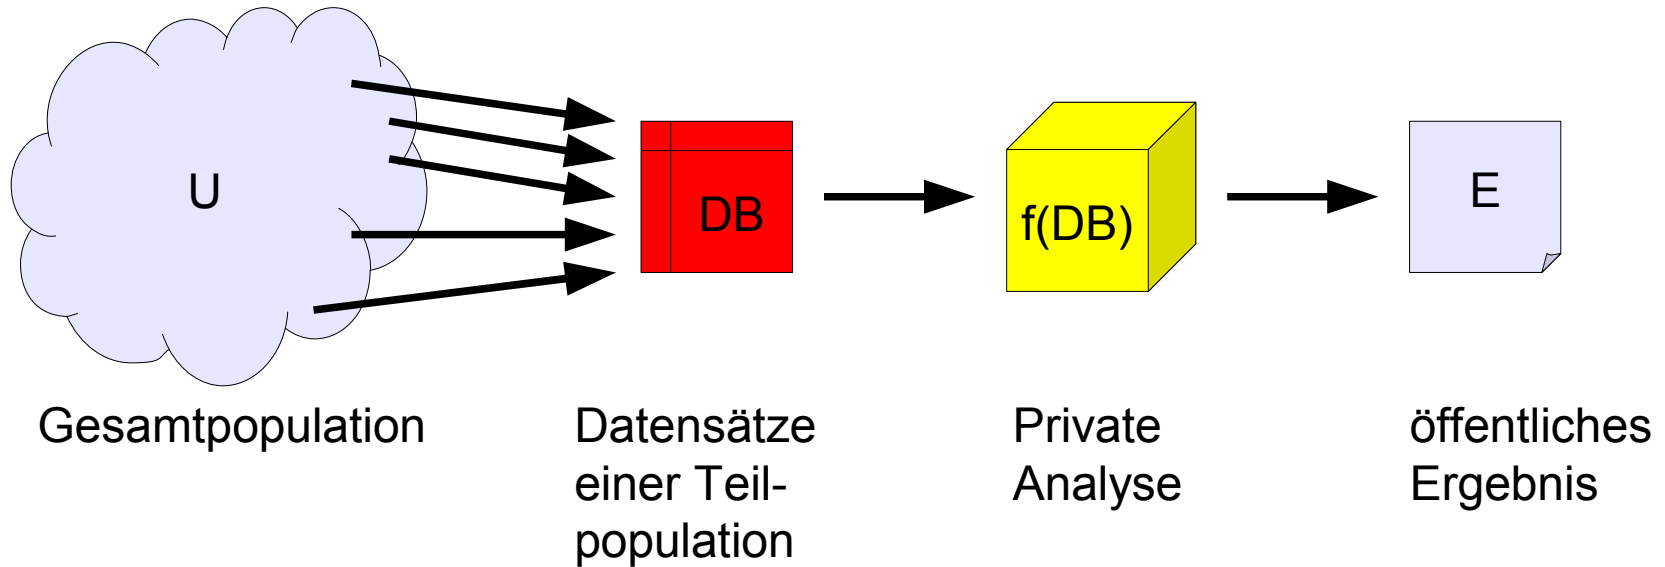 U
DB
f(DB)
E
Gesamtpopulation
Datensätze
einer Teil-
population
Private
Analyse
öffentliches
Ergebnis